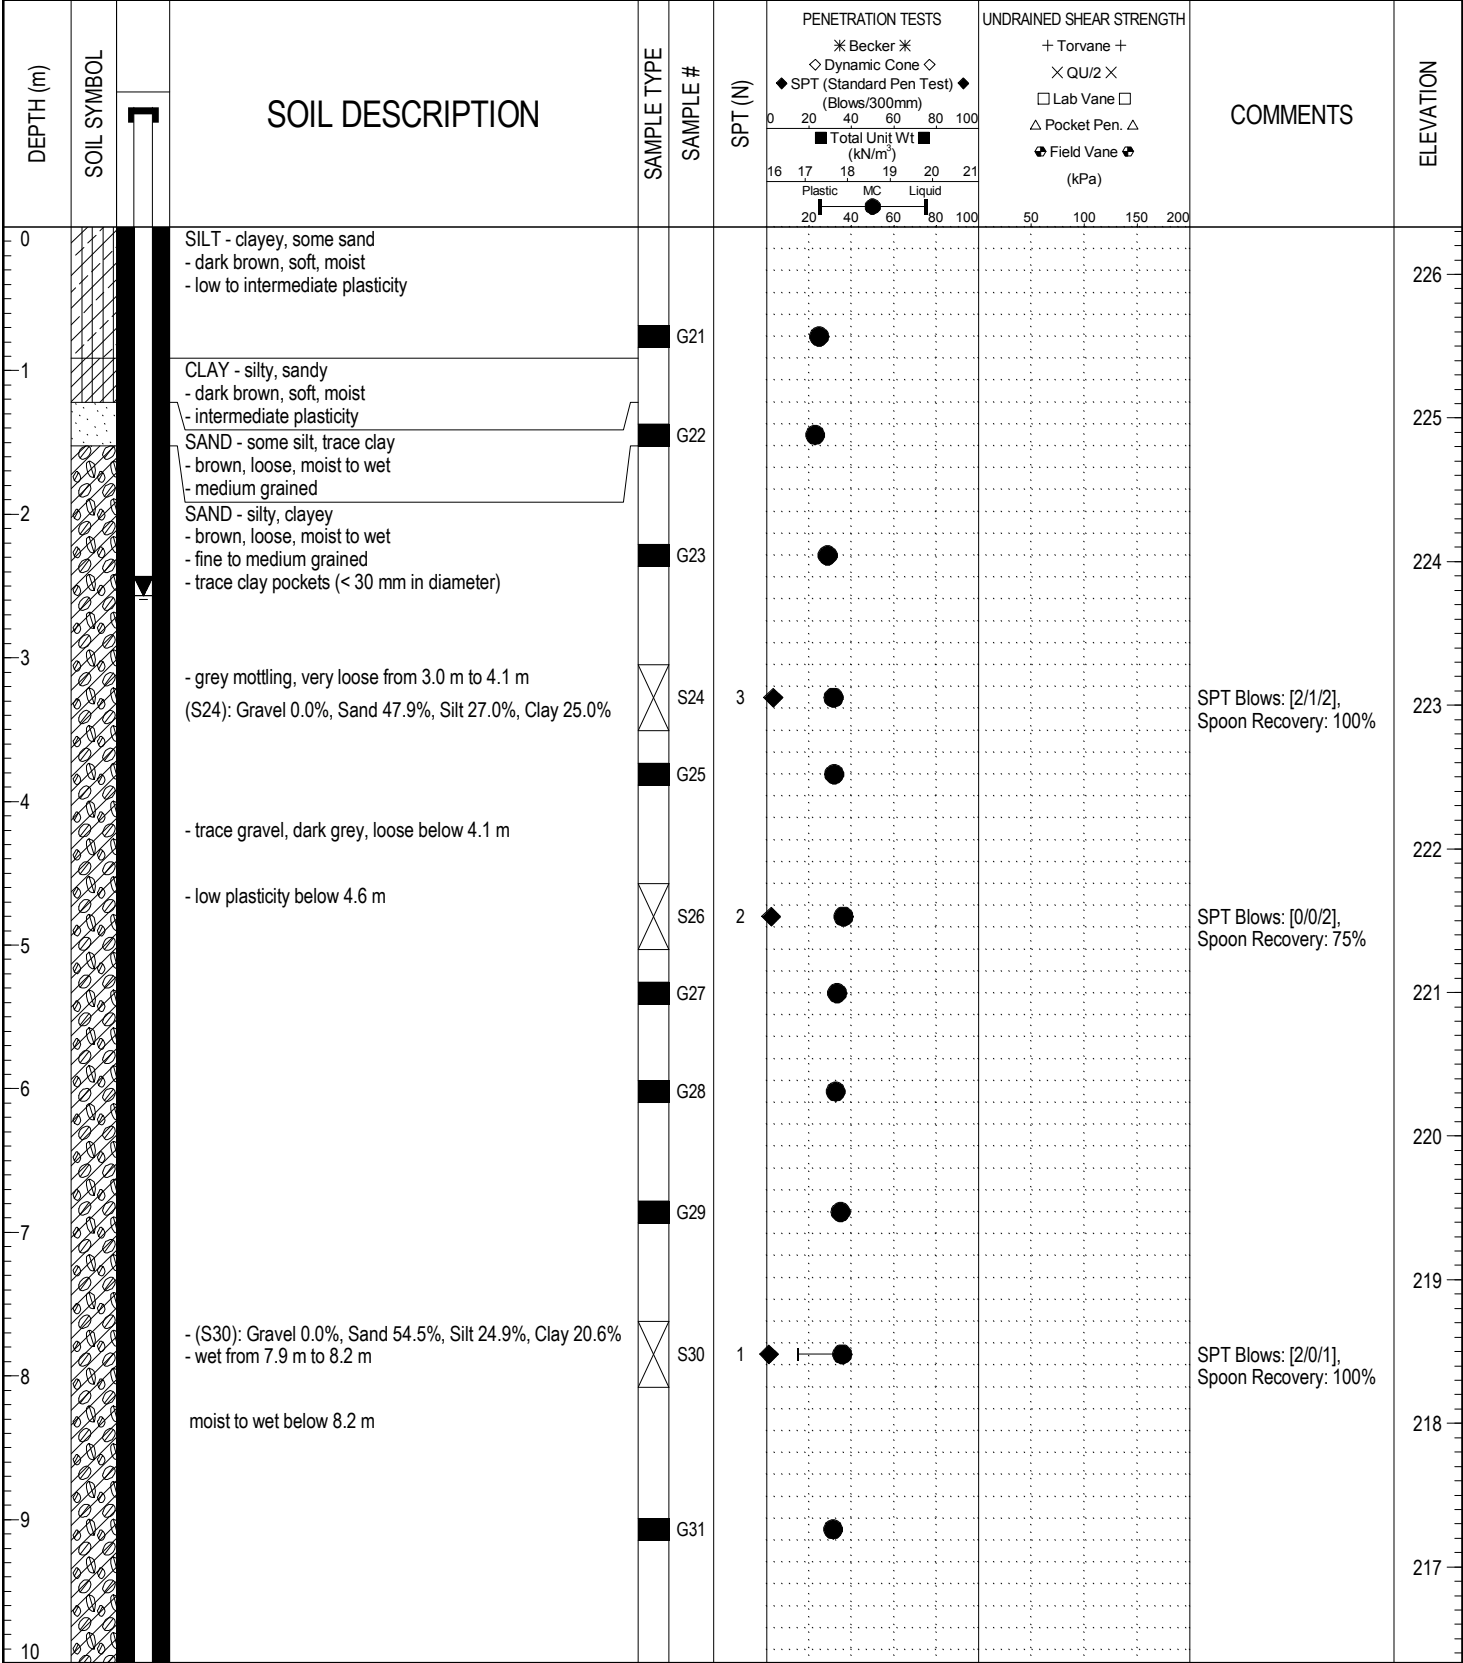 DEPTH (m)
SOIL SYMBOL
SOIL DESCRIPTION
SAMPLE TYPE
SAMPLE #
SPT (N)
PENETRATION TESTS
✳ Becker ✳
◇ Dynamic Cone ◇
◆ SPT (Standard Pen Test) ◆
(Blows/300mm)
0 20 40 60 80 100
■ Total Unit Wt ■
(kN/m³)
16 17 18 19 20 21
Plastic MC Liquid
20 40 60 80 100
UNDRAINED SHEAR STRENGTH
+ Torvane +
× QU/2 ×
□ Lab Vane □
△ Pocket Pen. △
Field Vane
(kPa)
50 100 150 200
COMMENTS
ELEVATION
0
SILT - clayey, some sand
- dark brown, soft, moist
- low to intermediate plasticity
226
G21
1
CLAY - silty, sandy
- dark brown, soft, moist
- intermediate plasticity
225
G22
SAND - some silt, trace clay
- brown, loose, moist to wet
- medium grained
2
SAND - silty, clayey
- brown, loose, moist to wet
- fine to medium grained
- trace clay pockets (< 30 mm in diameter)
G23
224
3
- grey mottling, very loose from 3.0 m to 4.1 m
(S24): Gravel 0.0%, Sand 47.9%, Silt 27.0%, Clay 25.0%
S24
3
SPT Blows: [2/1/2],
Spoon Recovery: 100%
223
G25
4
- trace gravel, dark grey, loose below 4.1 m
222
- low plasticity below 4.6 m
S26
2
SPT Blows: [0/0/2],
Spoon Recovery: 75%
5
G27
221
6
G28
220
G29
7
219
- (S30): Gravel 0.0%, Sand 54.5%, Silt 24.9%, Clay 20.6%
- wet from 7.9 m to 8.2 m
S30
1
SPT Blows: [2/0/1],
Spoon Recovery: 100%
8
moist to wet below 8.2 m
218
9
G31
217
10